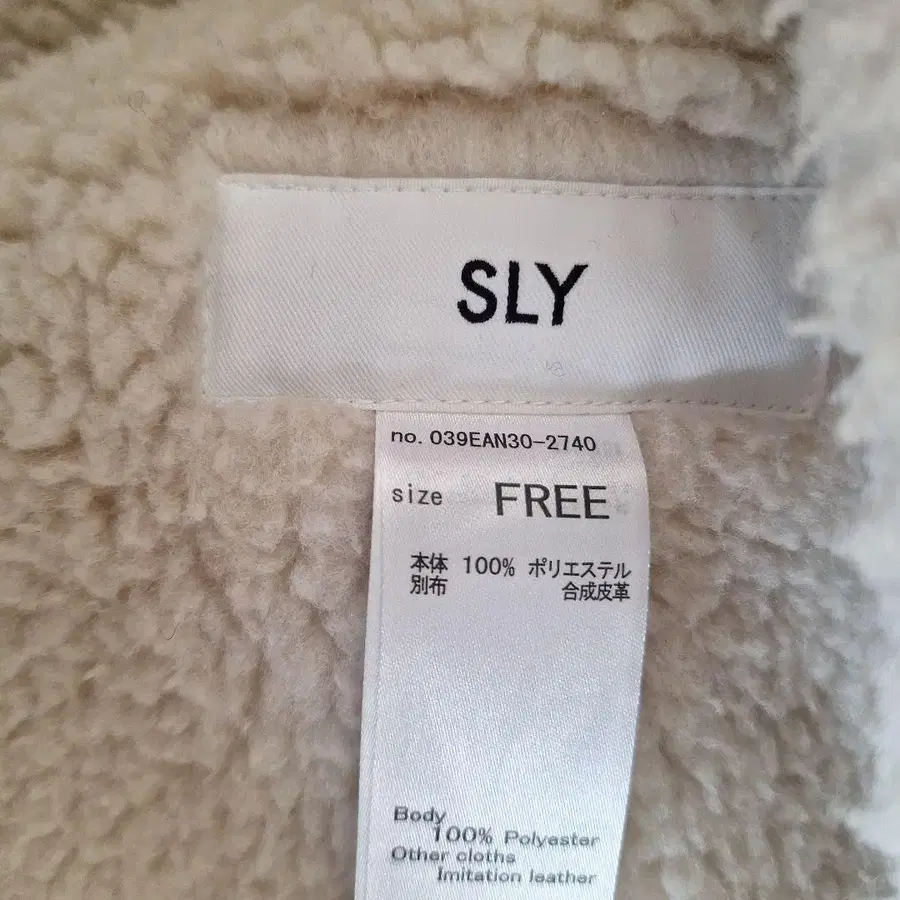 SLY
no. 039EAN30-2740
size FREE
本体 100% ポリエステル
別布 合成皮革
Body
100% Polyester
Other cloths
Imitation leather